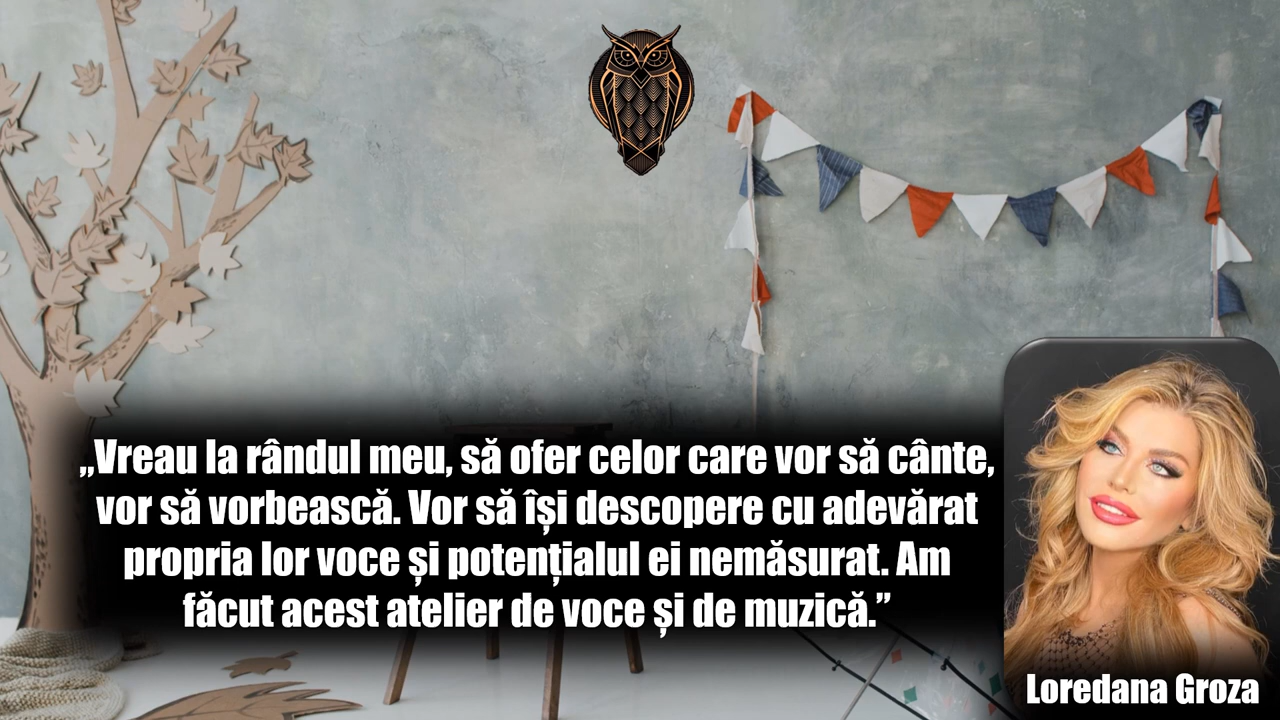 „Vreau la rândul meu, să ofer celor care vor să cânte,
vor să vorbească. Vor să își descopere cu adevărat
propria lor voce și potențialul ei nemăsurat. Am
făcut acest atelier de voce și de muzică.”
Loredana Groza